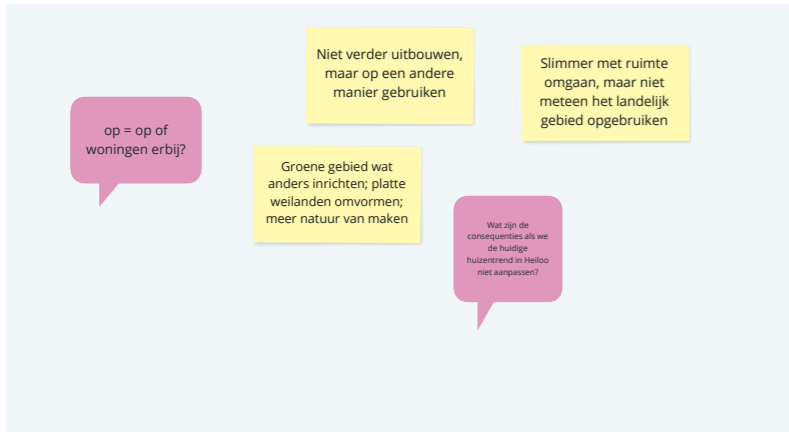 Niet verder uitbouwen,
maar op een andere
manier gebruiken
Slimmer met ruimte
omgaan, maar niet
meteen het landelijk
gebied opgebruiken
op = op of
woningen erbij?
Groene gebied wat
anders inrichten; platte
weilanden omvormen;
meer natuur van maken
Wat zijn de
consequenties als we
de huidige
huizentrend in Heiloo
niet aanpassen?